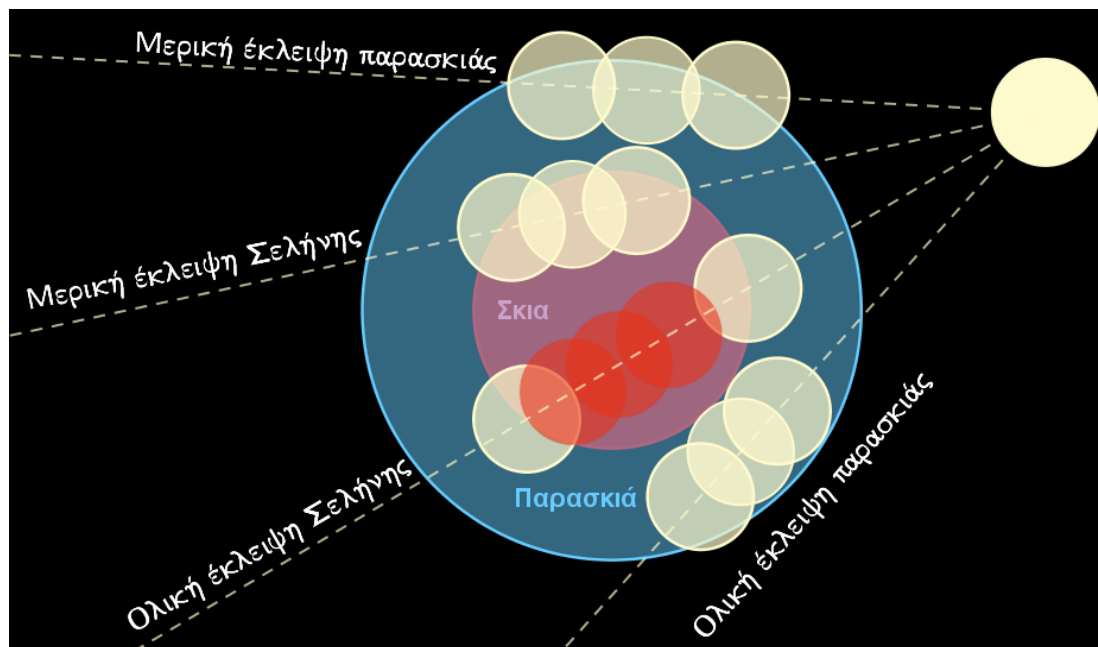 Μερική έκλειψη παρασκιάς
Μερική έκλειψη Σελήνης
Σκια
Ολική έκλειψη Σελήνης
Παρασκιά
Ολική έκλειψη παρασκιάς